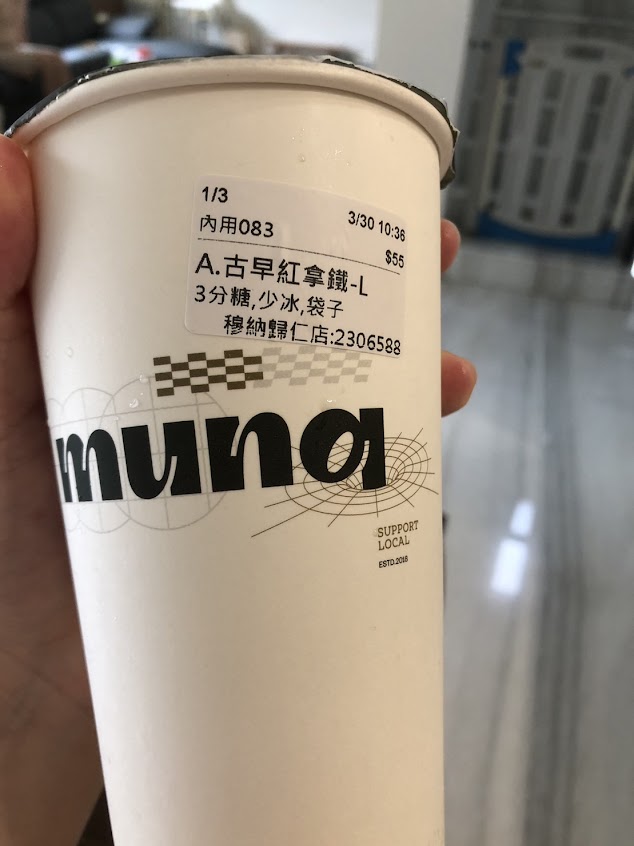 1/3
3/30 10:36
內用083
$55
A.古早紅拿鐵-L
3分糖,少冰,袋子
穆納歸仁店:2306588
muna
SUPPORT
LOCAL
ESTD.2018